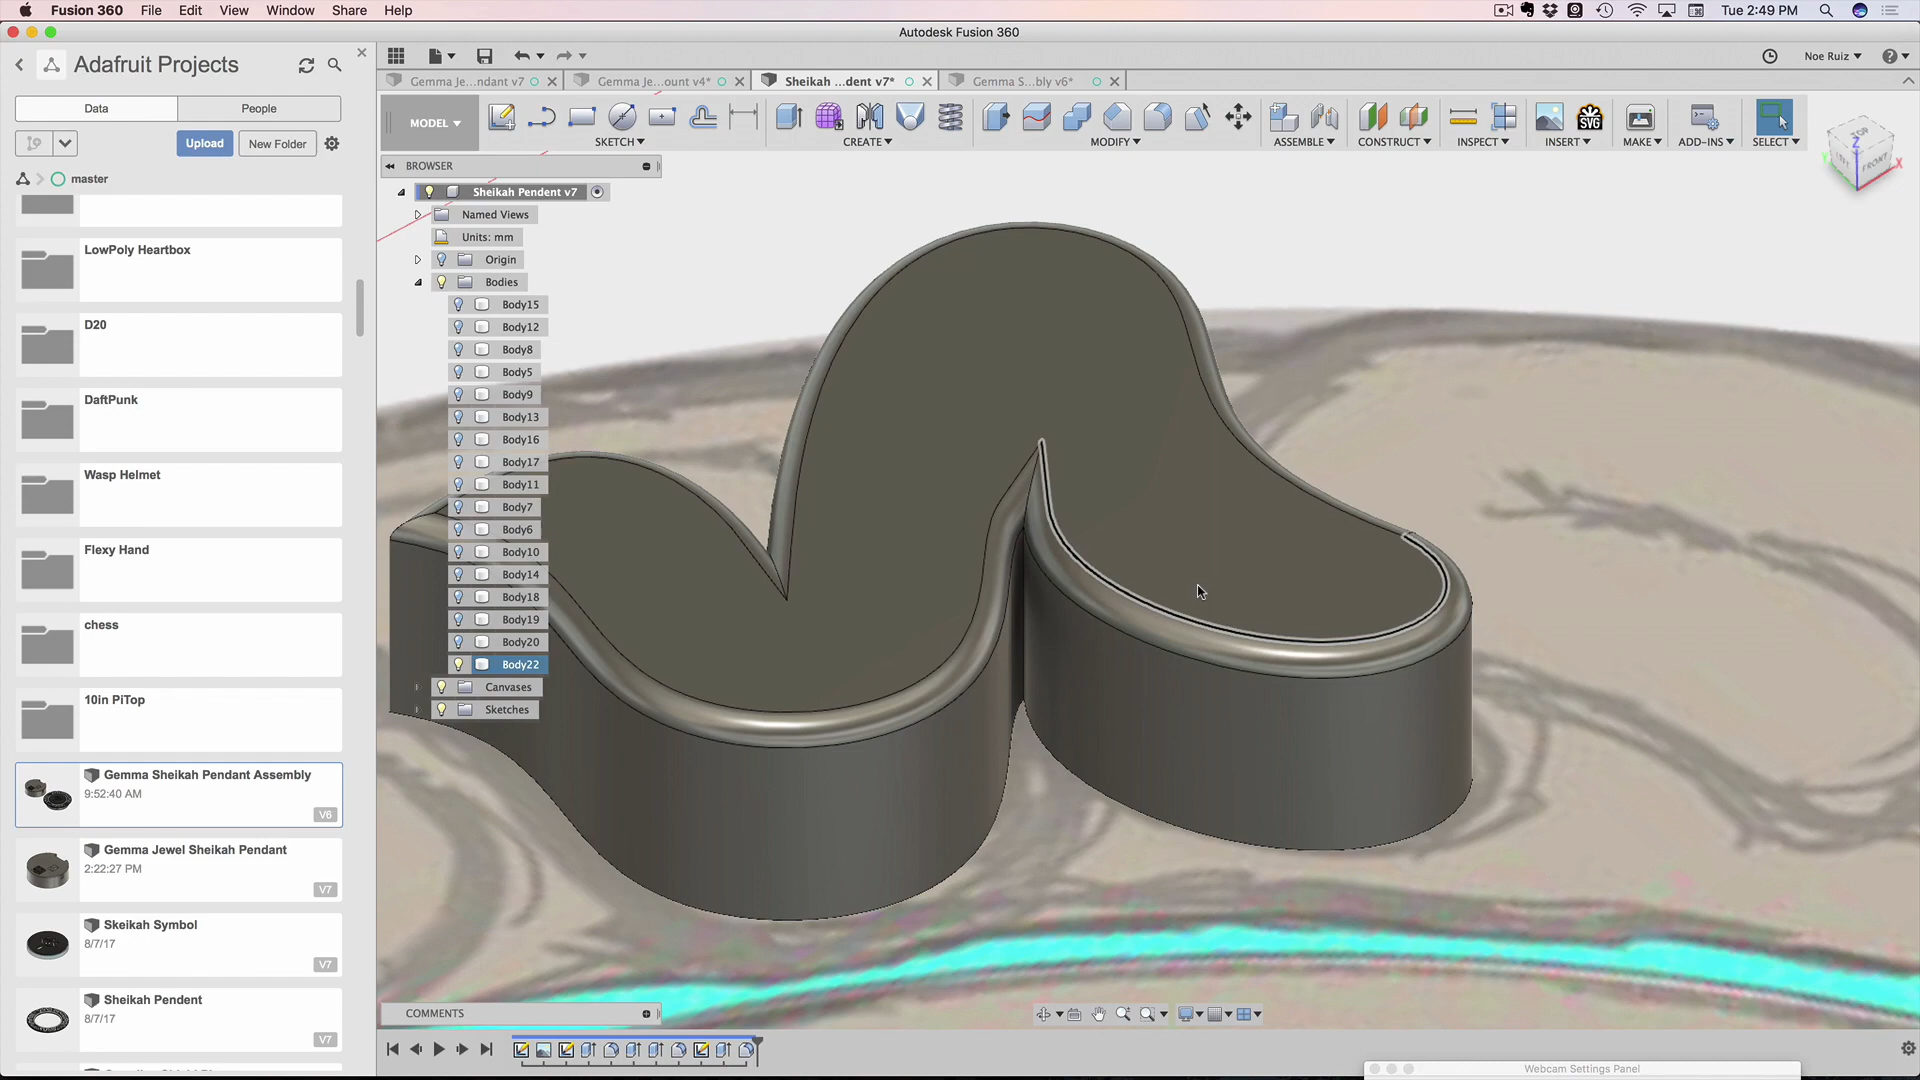 Fusion 360 File Edit View Window Share Help Tue 2:49 PM
Autodesk Fusion 360
Adafruit Projects
Noe Ruiz
Gemma Je...ndant v7 Gemma Je...ount v4* Sheikah ...dent v7* Gemma S...bly v6*
Data People
MODEL
SVG
SKETCH CREATE MODIFY ASSEMBLE CONSTRUCT INSPECT INSERT MAKE ADD-INS SELECT
TOP
FRONT
Z
X
Upload New Folder
BROWSER
master
Sheikah Pendent v7
Named Views
Units: mm
Origin
Bodies
Body15
Body12
Body8
Body5
Body9
Body13
Body16
Body17
Body11
Body7
Body6
Body10
Body14
Body18
Body19
Body20
Body22
Canvases
Sketches
LowPoly Heartbox
D20
DaftPunk
Wasp Helmet
Flexy Hand
chess
10in PiTop
Gemma Sheikah Pendant Assembly
9:52:40 AM
V6
Gemma Jewel Sheikah Pendant
2:22:27 PM
V7
Skeikah Symbol
8/7/17
V7
Sheikah Pendent
8/7/17
V7
COMMENTS
Webcam Settings Panel